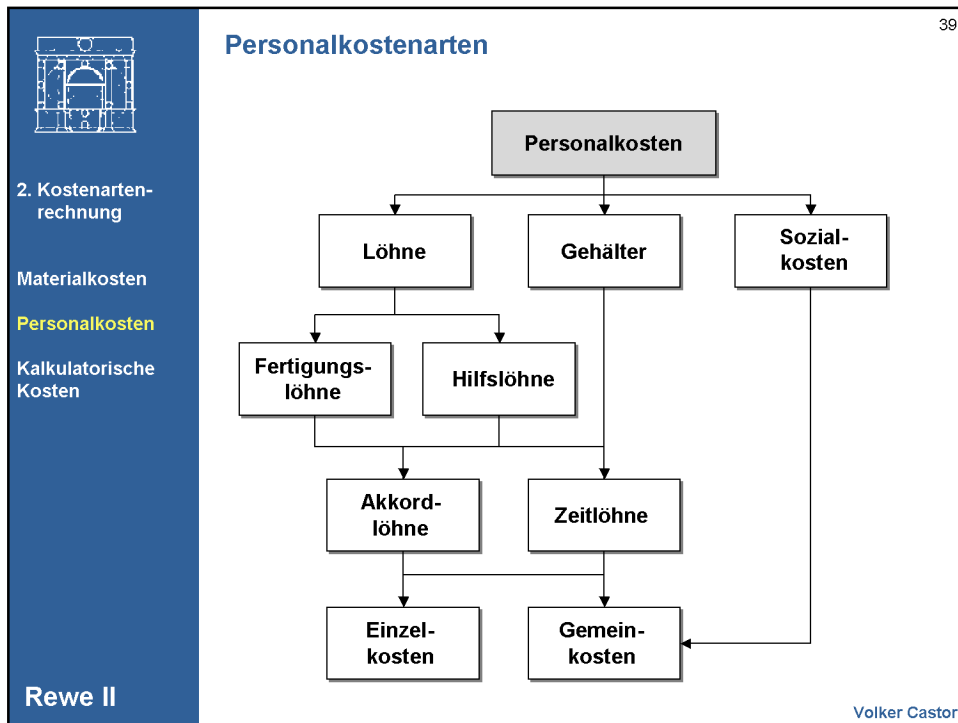 39
Personalkostenarten
2. Kostenarten-
rechnung
Materialkosten
Personalkosten
Kalkulatorische
Kosten
Rewe II
Personalkosten
Löhne
Gehälter
Sozial-
kosten
Fertigungs-
löhne
Hilfslöhne
Akkord-
löhne
Zeitlöhne
Einzel-
kosten
Gemein-
kosten
Volker Castor